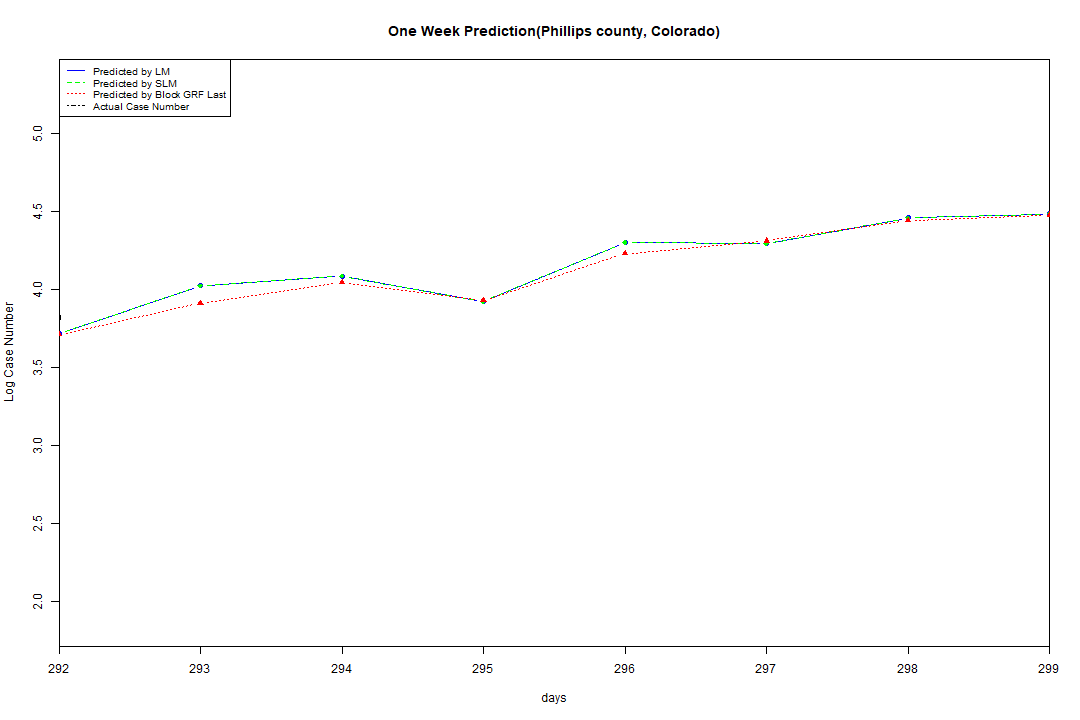 One Week Prediction(Phillips county, Colorado)
Predicted by LM
Predicted by SLM
Predicted by Block GRF Last
Actual Case Number
5.0
4.5
4.0
3.5
3.0
2.5
2.0
Log Case Number
292 293 294 295 296 297 298 299
days